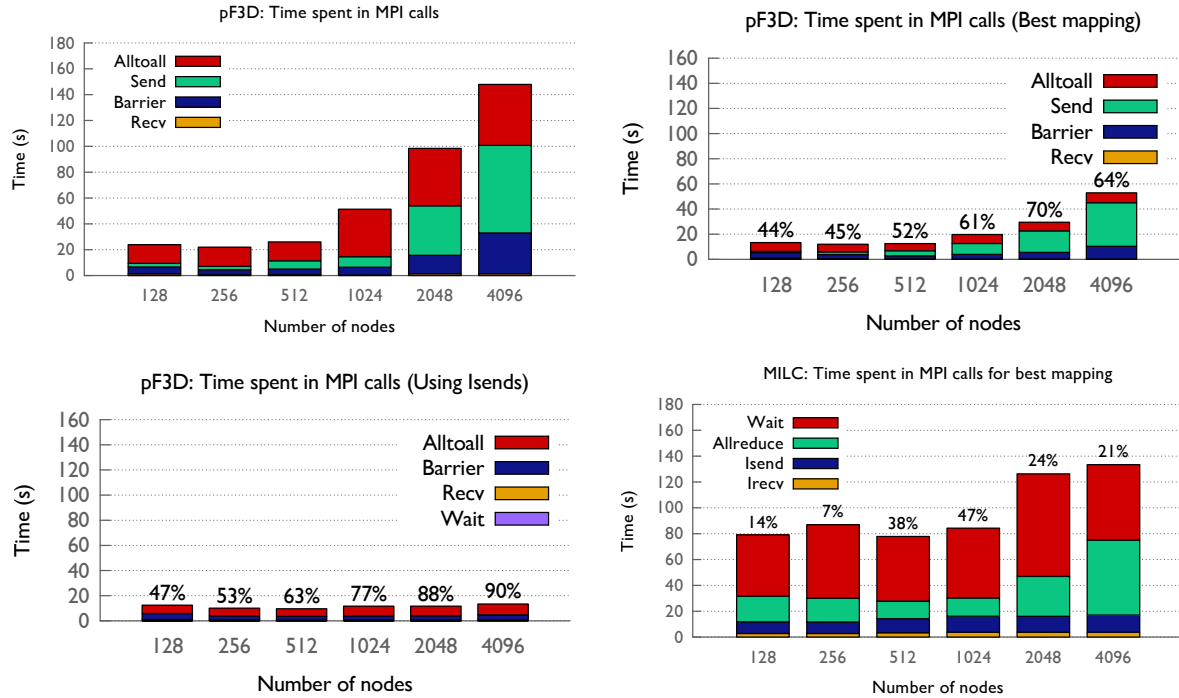 pF3D: Time spent in MPI calls
180
160
140
120
100
80
60
40
20
0
Time (s)
Alltoall
Send
Barrier
Recv
128 256 512 1024 2048 4096
Number of nodes
pF3D: Time spent in MPI calls (Best mapping)
160
140
120
100
80
60
40
20
0
Time (s)
Alltoall
Send
Barrier
Recv
44% 45% 52% 61% 70% 64%
128 256 512 1024 2048 4096
Number of nodes
pF3D: Time spent in MPI calls (Using Isends)
160
140
120
100
80
60
40
20
0
Time (s)
Alltoall
Barrier
Recv
Wait
47% 53% 63% 77% 88% 90%
128 256 512 1024 2048 4096
Number of nodes
MILC: Time spent in MPI calls for best mapping
180
160
140
120
100
80
60
40
20
0
Time (s)
Wait
Allreduce
Isend
Irecv
14% 7% 38% 47% 24% 21%
128 256 512 1024 2048 4096
Number of nodes